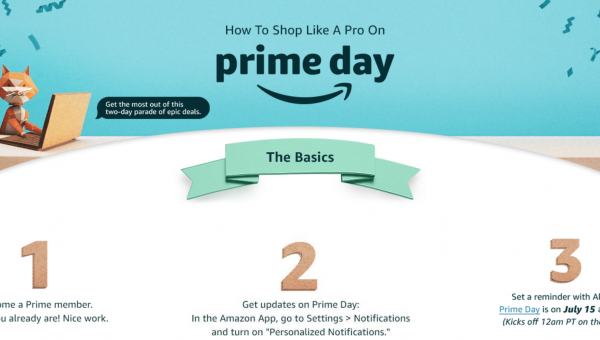 How To Shop Like A Pro On
prime day
Get the most out of this
two-day parade of epic deals.
The Basics
1
2
3
me a Prime member.
already are! Nice work.
Get updates on Prime Day:
In the Amazon App, go to Settings > Notifications
and turn on "Personalized Notifications."
Set a reminder with
Prime Day is on July 15
(Kicks off 12am PT on the